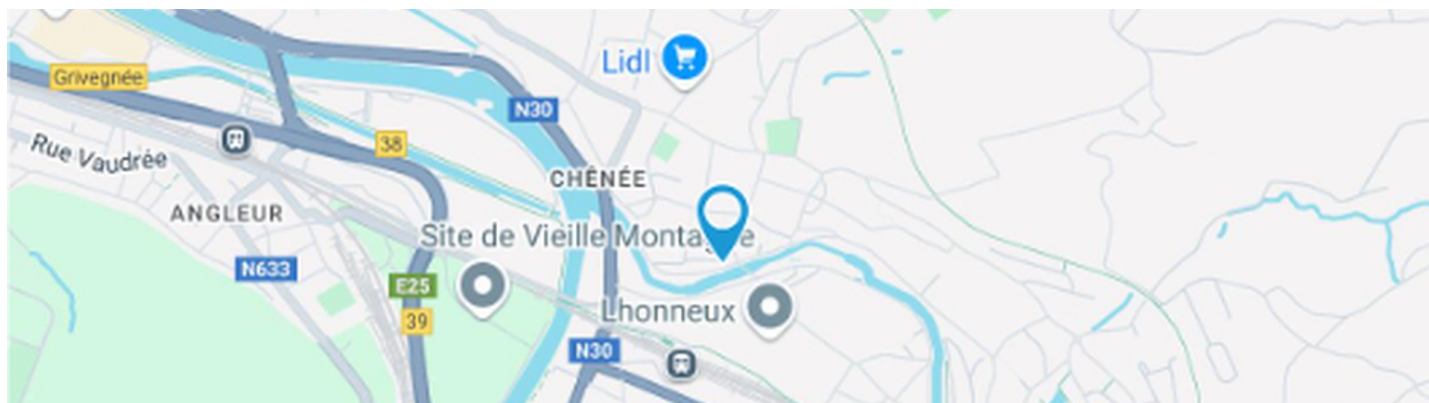 Lidl
Grivegnée
N30
38
Rue Vaudrée
CHÊNÉE
ANGLEUR
Site de Vieille Montagne
N633
E25
Lhonneux
39
N30